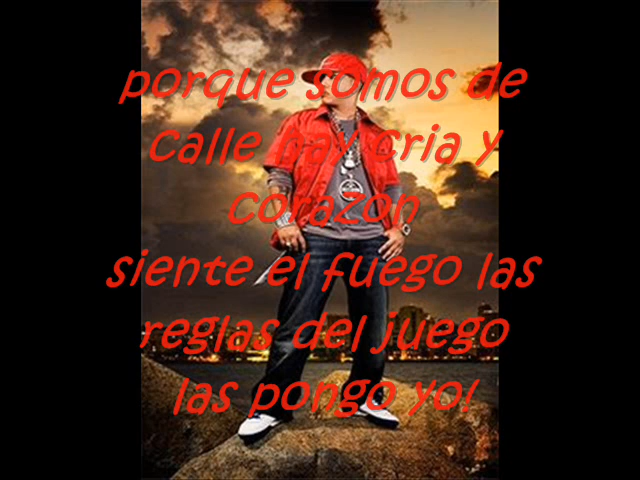 porque somos de
calle hay cria y
corazon
siente el fuego las
reglas del juego
las pongo yo!